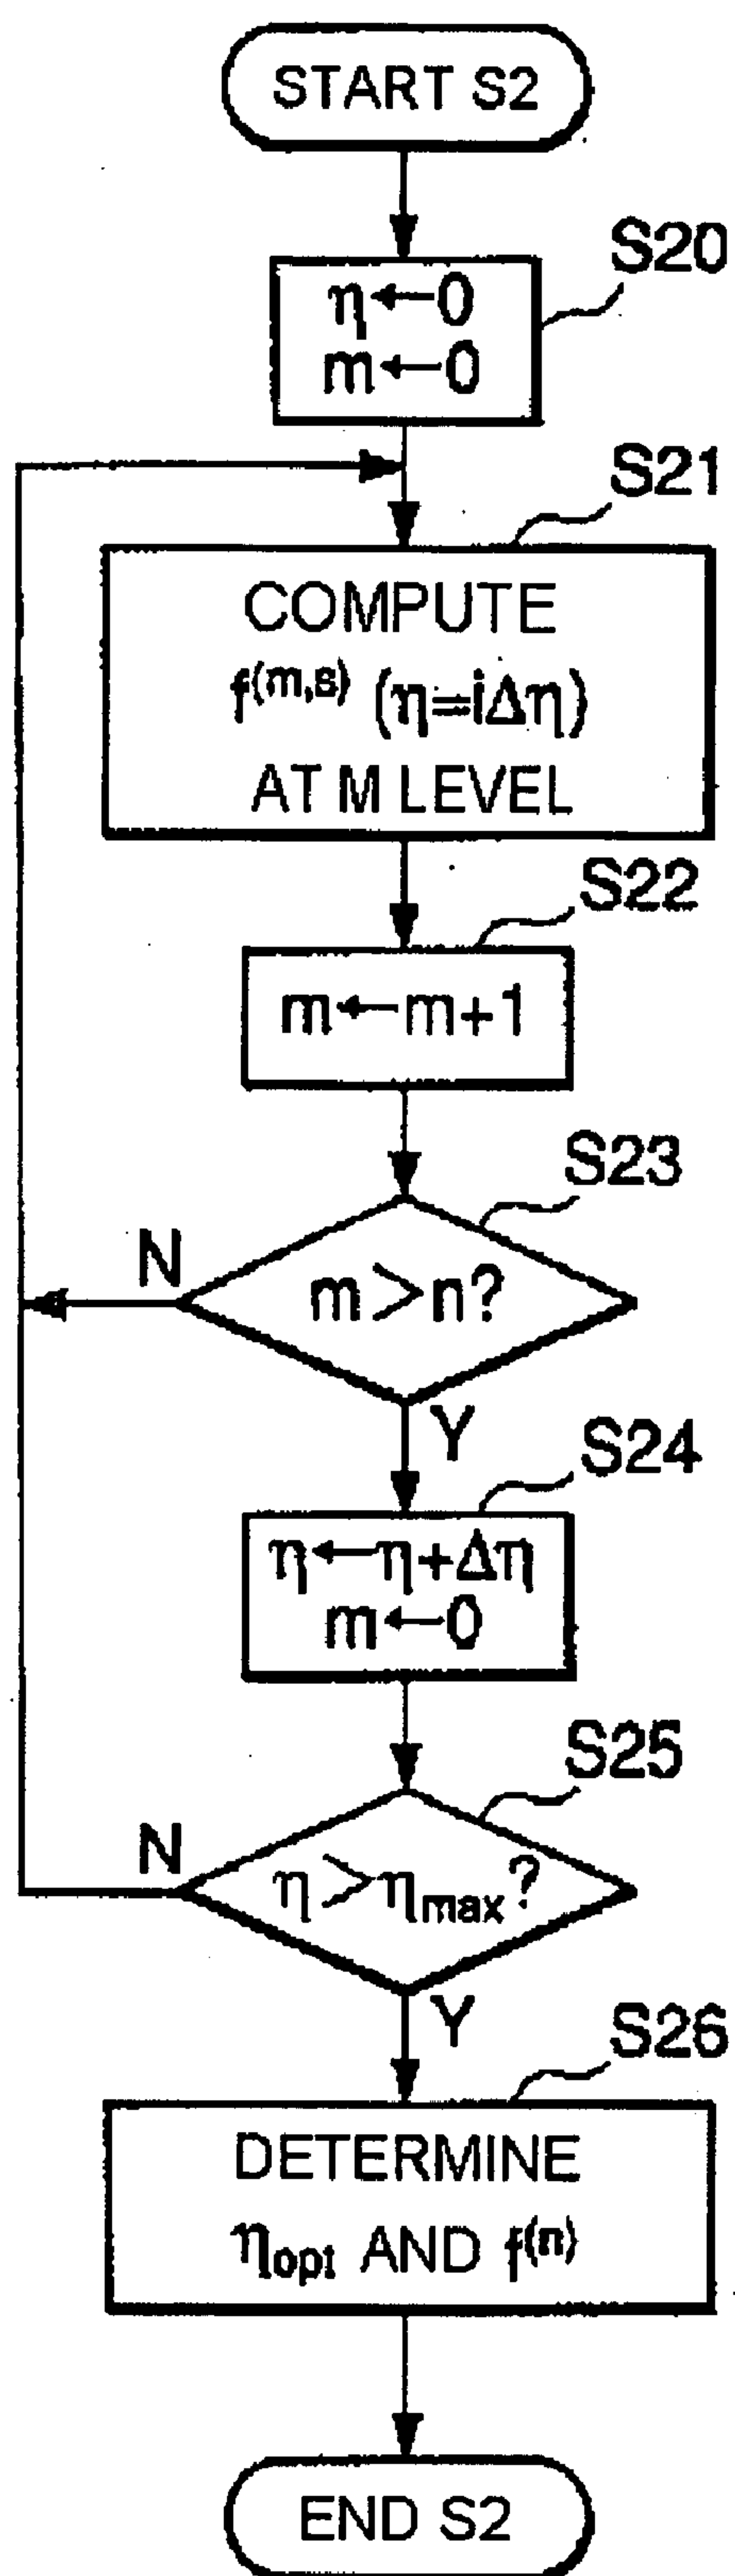 START S2
S20
η←0
m←0
S21
COMPUTE
f(m,s) (η=iΔη)
AT M LEVEL
S22
m←m+1
S23
N
m>n?
Y
S24
η←η+Δη
m←0
S25
N
η>ηmax?
Y
S26
DETERMINE
ηopt AND f(n)
END S2